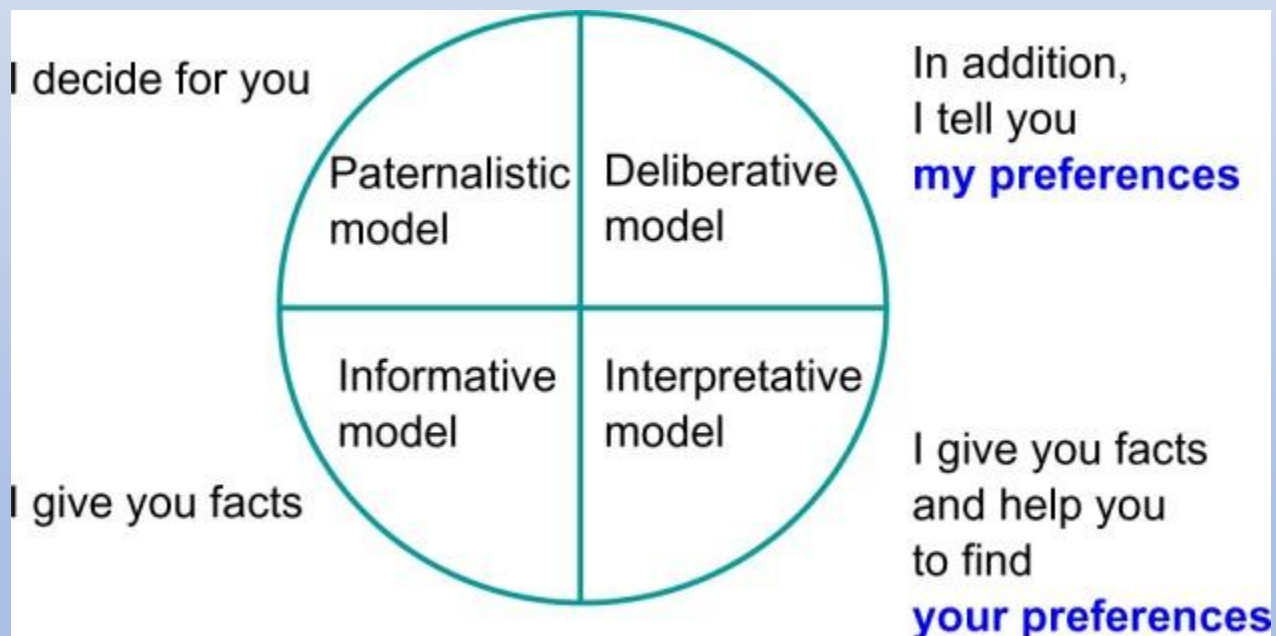 I decide for you
Paternalistic
model
Deliberative
model
In addition,
I tell you
my preferences
Informative
model
Interpretative
model
I give you facts
I give you facts
and help you
to find
your preferences